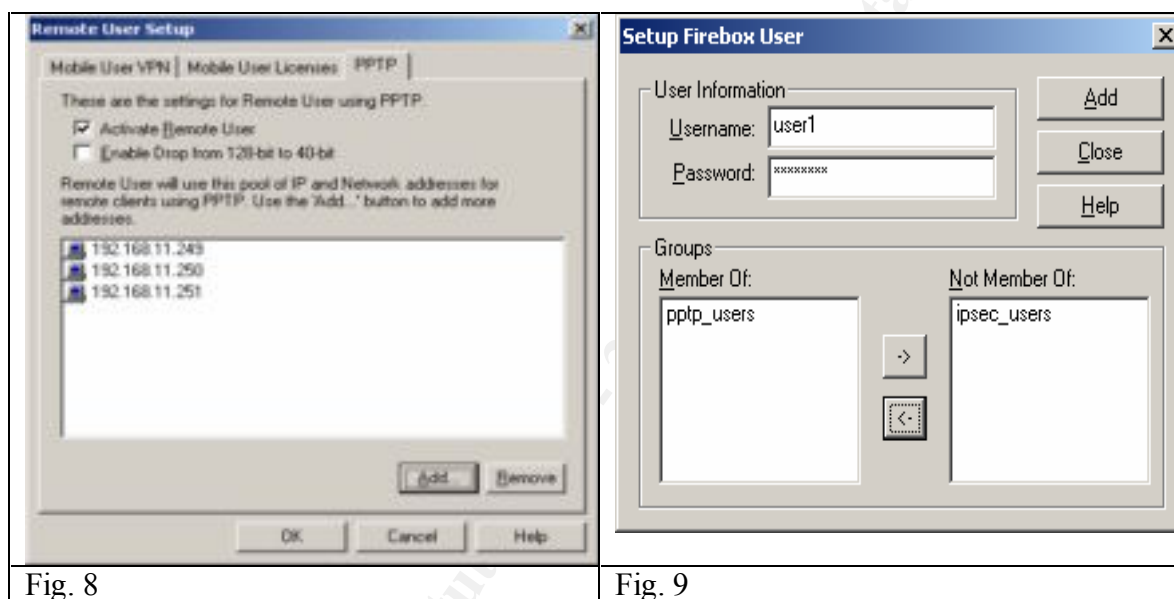 Remote User Setup
Mobile User VPN Mobile User Licenses PPTP
These are the settings for Remote User using PPTP.
Activate Remote User
Enable Drop from 128-bit to 40-bit
Remote User will use this pool of IP and Network addresses for
remote clients using PPTP. Use the 'Add...' button to add more
addresses.
192.168.11.249
192.168.11.250
192.168.11.251
Add... Remove
OK Cancel Help
Fig. 8
Setup Firebox User
User Information
Username: user1
Password: xxxxxxxx
Add
Close
Help
Groups
Member Of:
pptp_users
Not Member Of:
ipsec_users
->
<-
Fig. 9